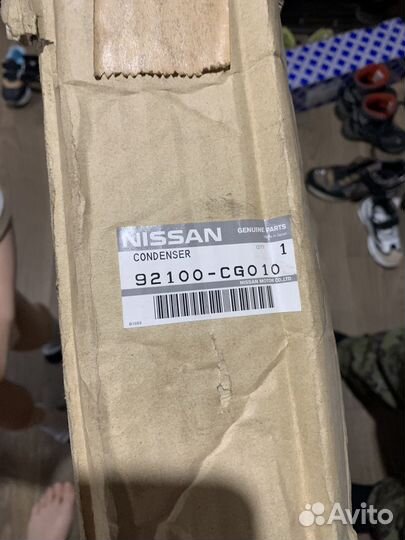 NISSAN GENUINE PARTS
CONDENSER QTY 1
92100-CG010
NISSAN MOTOR CO.,LTD.
Avito